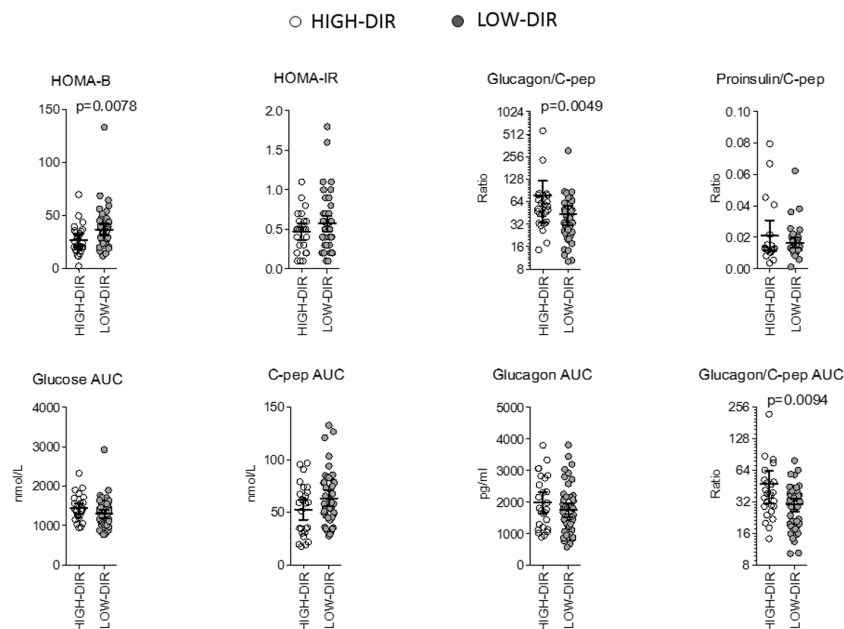 HIGH-DIR LOW-DIR
HOMA-B
p=0.0078
150
100
50
0
HIGH-DIR
LOW-DIR
HOMA-IR
2.0
1.5
1.0
0.5
0.0
HIGH-DIR
LOW-DIR
Glucagon/C-pep
p=0.0049
Ratio
1024
512
256
128
64
32
16
8
HIGH-DIR
LOW-DIR
Proinsulin/C-pep
Ratio
0.10
0.08
0.06
0.04
0.02
0.00
HIGH-DIR
LOW-DIR
Glucose AUC
nmol/L
4000
3000
2000
1000
0
HIGH-DIR
LOW-DIR
C-pep AUC
nmol/L
150
100
50
0
HIGH-DIR
LOW-DIR
Glucagon AUC
pg/ml
5000
4000
3000
2000
1000
0
HIGH-DIR
LOW-DIR
Glucagon/C-pep AUC
p=0.0094
Ratio
256
128
64
32
16
8
HIGH-DIR
LOW-DIR